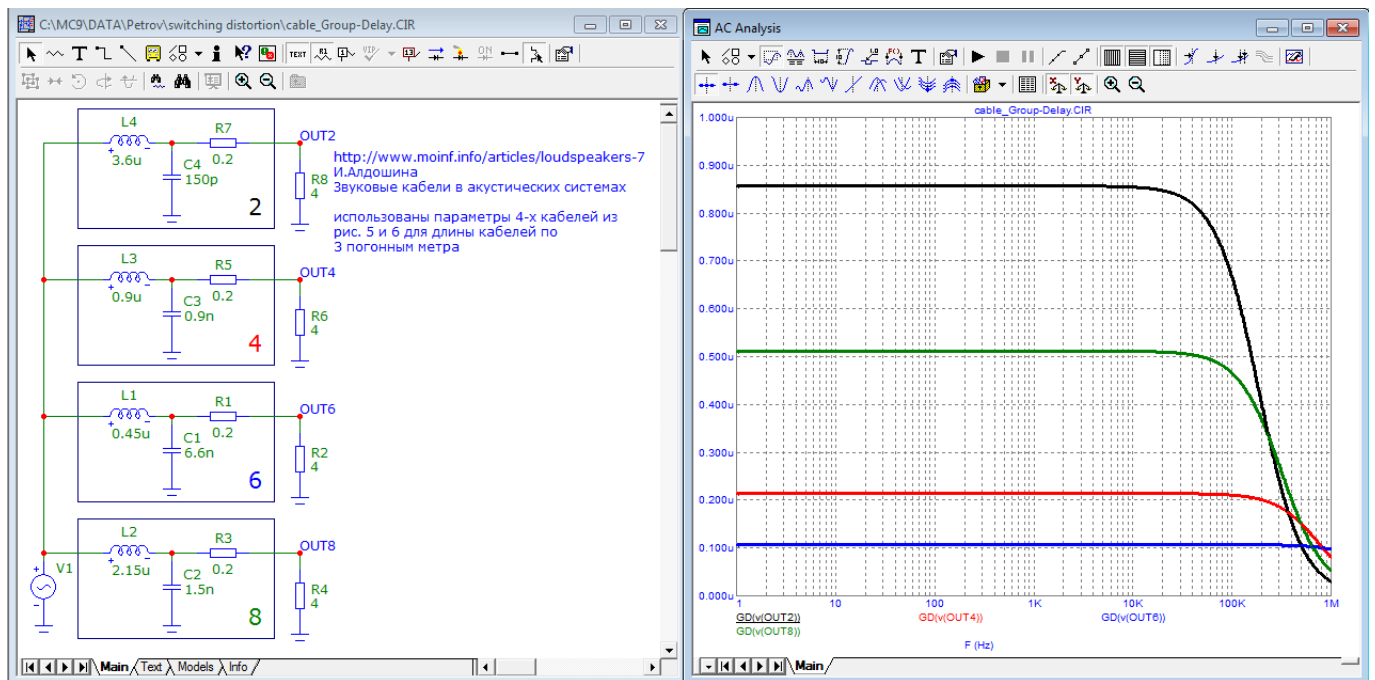 C:\MC9\DATA\Petrov\switching distortion\cable_Group-Delay.CIR
L4
3.6u
C4
150p
R7
0.2
OUT2
R8
4
2
http://www.moinf.info/articles/loudspeakers-7
И.Алдошина
Звуковые кабели в акустических системах
использованы параметры 4-х кабелей из
рис. 5 и 6 для длины кабелей по
3 погонным метра
L3
0.9u
C3
0.9n
R5
0.2
OUT4
R6
4
4
L1
0.45u
C1
6.6n
R1
0.2
OUT6
R2
4
6
V1
L2
2.15u
C2
1.5n
R3
0.2
OUT8
R4
4
8
Main Text Models Info
AC Analysis
cable_Group-Delay.CIR
1.000u
0.900u
0.800u
0.700u
0.600u
0.500u
0.400u
0.300u
0.200u
0.100u
0.000u
1 10 100 1K 10K 100K 1M
GD(v(OUT2)) GD(v(OUT4)) GD(v(OUT6))
GD(v(OUT8))
F (Hz)
Main